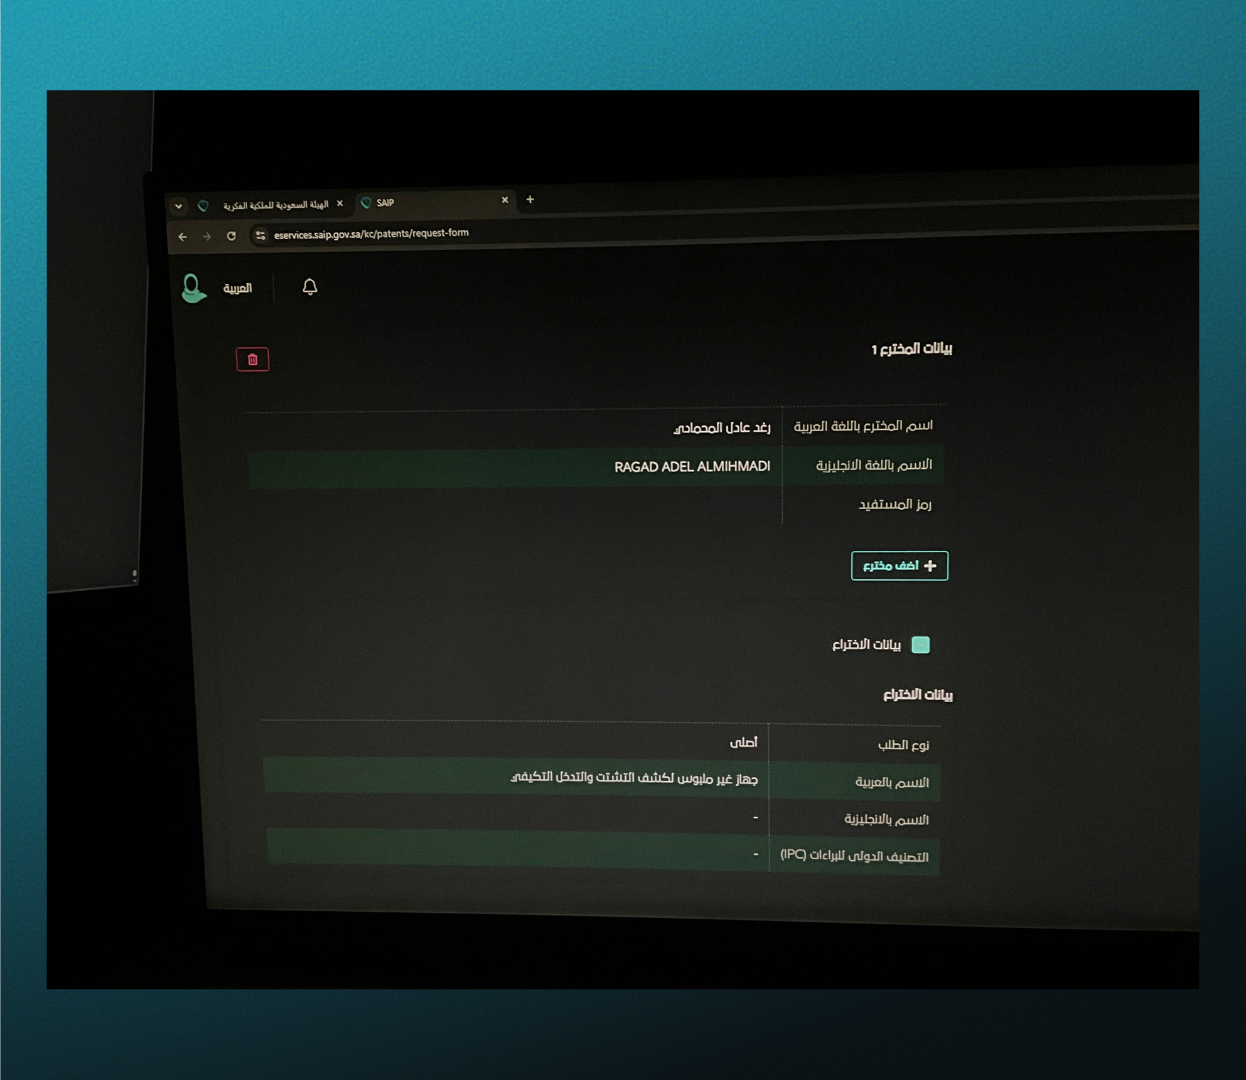 الهيئة السعودية للملكية الفكرية
SAIP
eservices.saip.gov.sa/kc/patents/request-form
العربية
بيانات المخترع 1
اسم المخترع باللغة العربية رغد عادل المحمادي
الاسم باللغة الانجليزية RAGAD ADEL ALMIHMADI
رمز المستفيد
+ اضف مخترع
بيانات الاختراع
بيانات الاختراع
نوع الطلب أصلى
الاسم بالعربية جهاز غير ملبوس لكشف التشتت والتدخل التكيفي
الاسم بالانجليزية -
التصنيف الدولى للبراءات (IPC) -